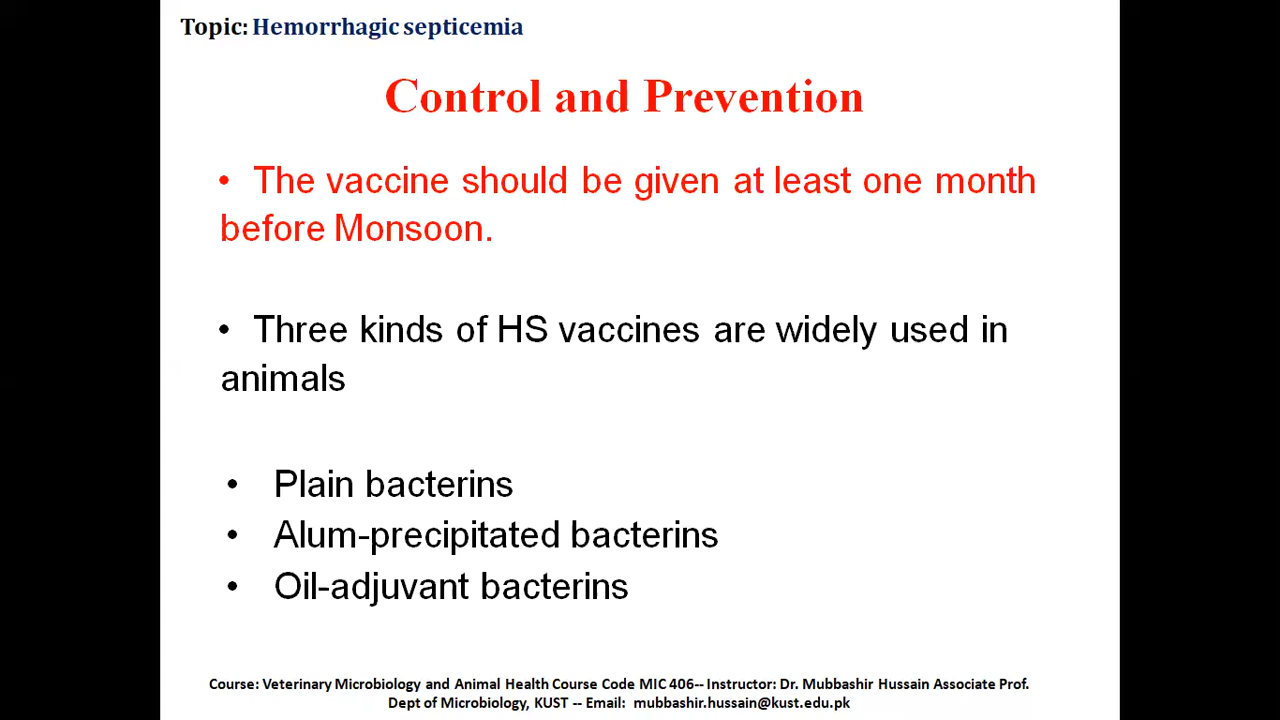 Topic: Hemorrhagic septicemia
Control and Prevention
• The vaccine should be given at least one month
before Monsoon.
• Three kinds of HS vaccines are widely used in
animals
• Plain bacterins
• Alum-precipitated bacterins
• Oil-adjuvant bacterins
Course: Veterinary Microbiology and Animal Health Course Code MIC 406-- Instructor: Dr. Mubbashir Hussain Associate Prof.
Dept of Microbiology, KUST -- Email: mubbashir.hussain@kust.edu.pk